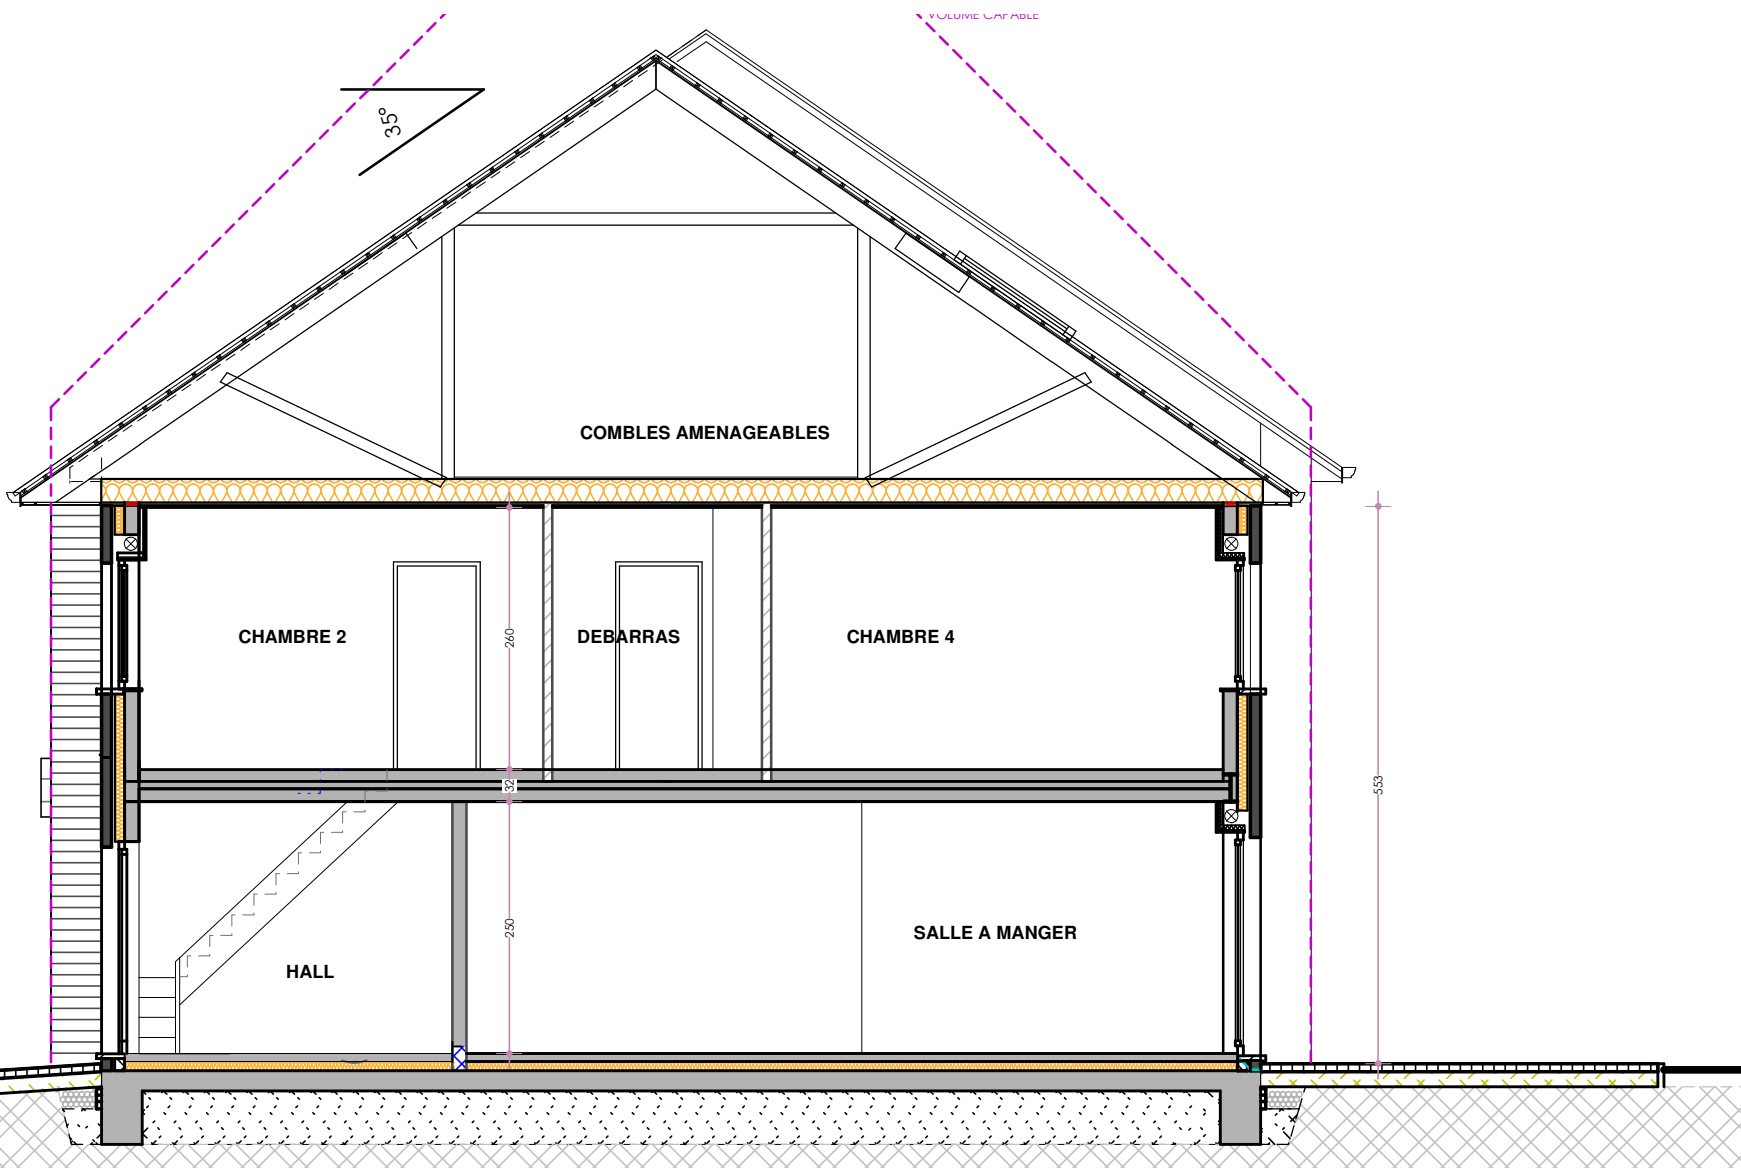 VOLUME CAPABLE
35°
COMBLES AMENAGEABLES
CHAMBRE 2
260
DEBARRAS
CHAMBRE 4
32
553
250
SALLE A MANGER
HALL